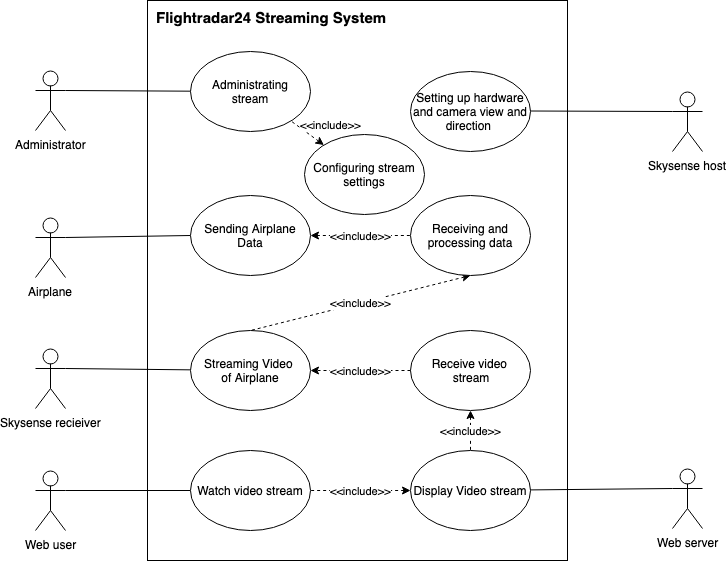 Flightradar24 Streaming System
Administrating
stream
Setting up hardware
and camera view and
direction
<<include>>
Administrator
Skysense host
Configuring stream
settings
Sending Airplane
Data
<<include>>
Receiving and
processing data
Airplane
<<include>>
Streaming Video
of Airplane
<<include>>
Receive video
stream
Skysense recieiver
<<include>>
Watch video stream
<<include>>
Display Video stream
Web user
Web server